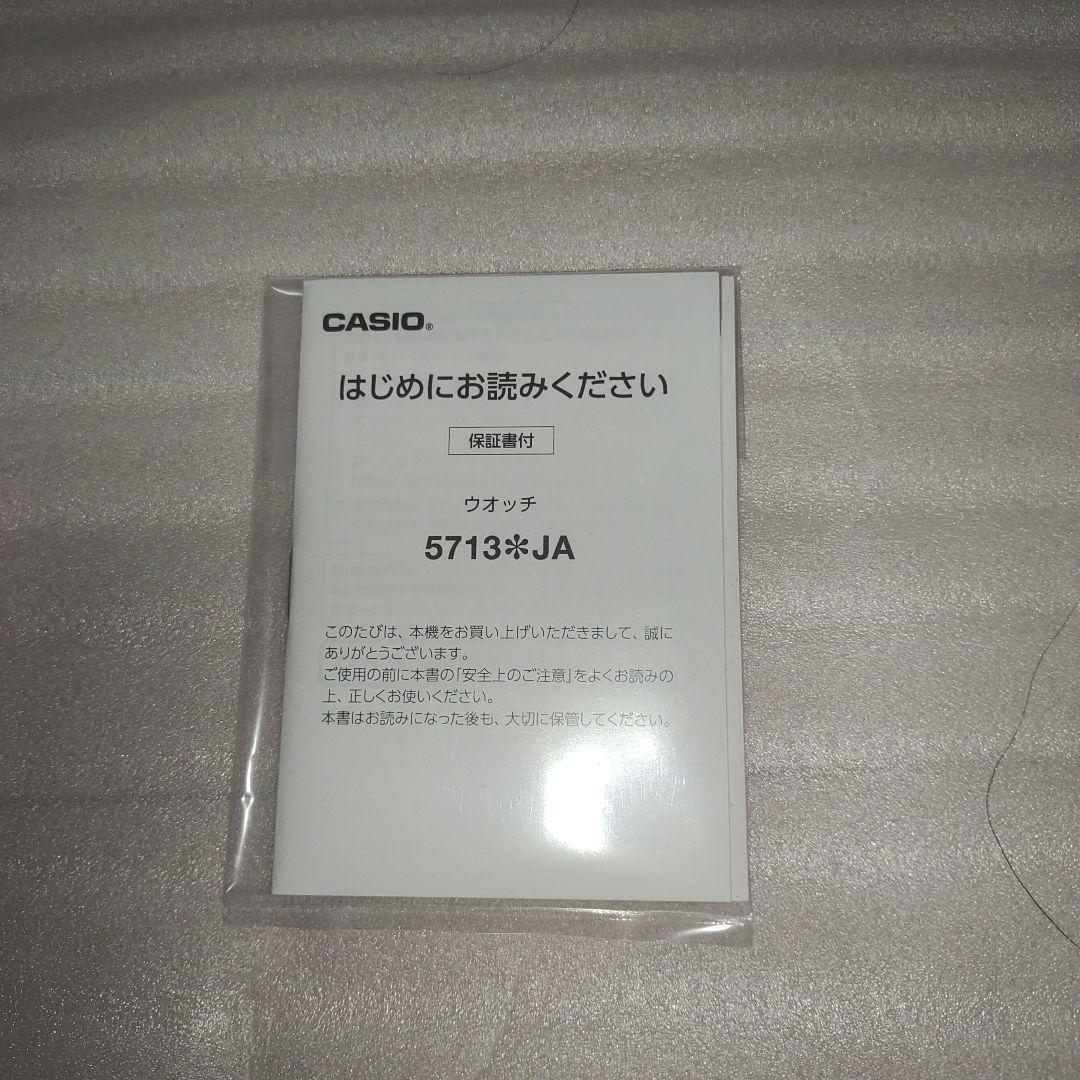 CASIO®
はじめにお読みください
保証書付
ウオッチ
5713✻JA
このたびは、本機をお買い上げいただきまして、誠に
ありがとうございます。
ご使用の前に本書の「安全上のご注意」をよくお読みの
上、正しくお使いください。
本書はお読みになった後も、大切に保管してください。